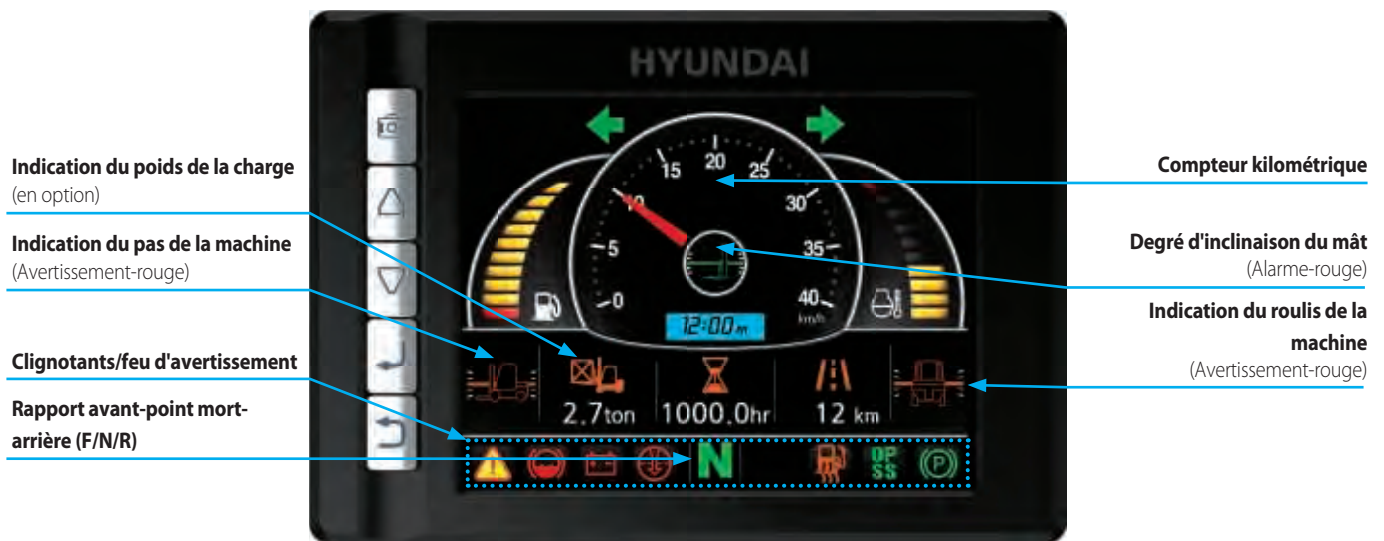 HYUNDAI
Indication du poids de la charge
(en option)
Indication du pas de la machine
(Avertissement-rouge)
Clignotants/feu d'avertissement
Rapport avant-point mort-
arrière (F/N/R)
0
5
10
15
20
25
30
35
40
km/h
12:00 m
2.7ton
1000.0hr
12 km
N
OP
SS
P
Compteur kilométrique
Degré d'inclinaison du mât
(Alarme-rouge)
Indication du roulis de la
machine
(Avertissement-rouge)